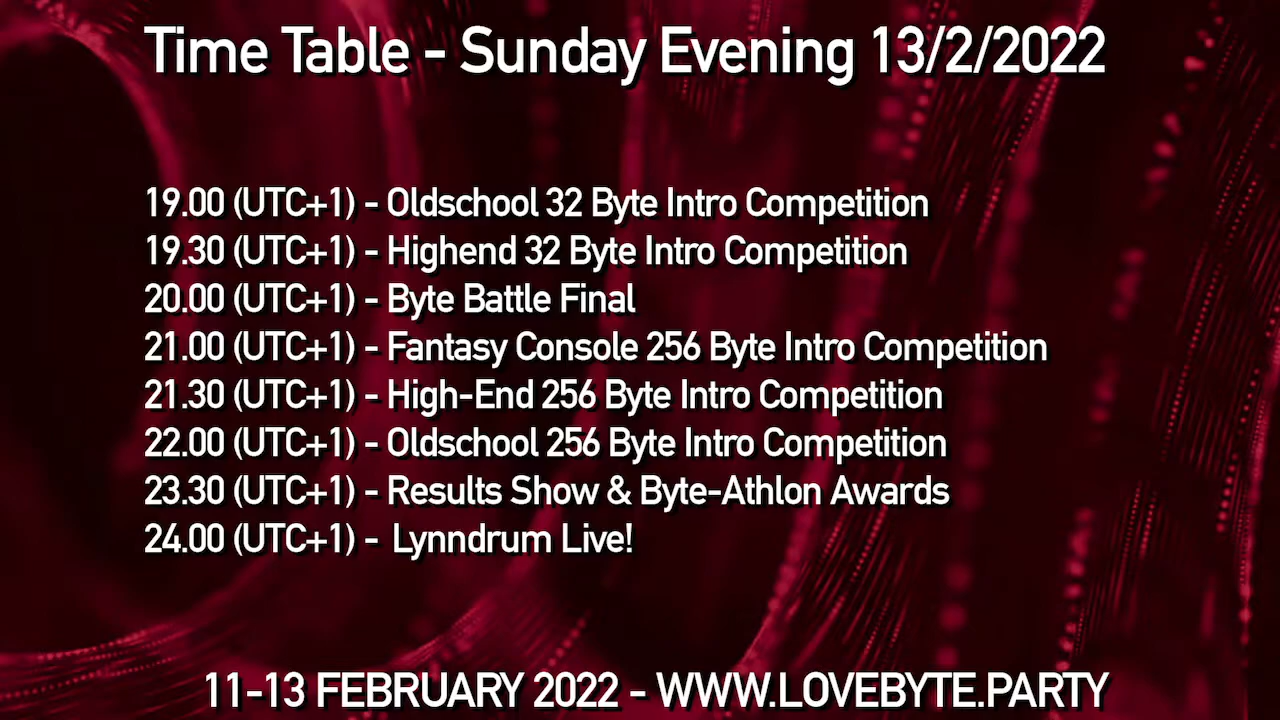 Time Table - Sunday Evening 13/2/2022
19.00 (UTC+1) - Oldschool 32 Byte Intro Competition
19.30 (UTC+1) - Highend 32 Byte Intro Competition
20.00 (UTC+1) - Byte Battle Final
21.00 (UTC+1) - Fantasy Console 256 Byte Intro Competition
21.30 (UTC+1) - High-End 256 Byte Intro Competition
22.00 (UTC+1) - Oldschool 256 Byte Intro Competition
23.30 (UTC+1) - Results Show & Byte-Athlon Awards
24.00 (UTC+1) - Lynndrum Live!
11-13 FEBRUARY 2022 - WWW.LOVEBYTE.PARTY